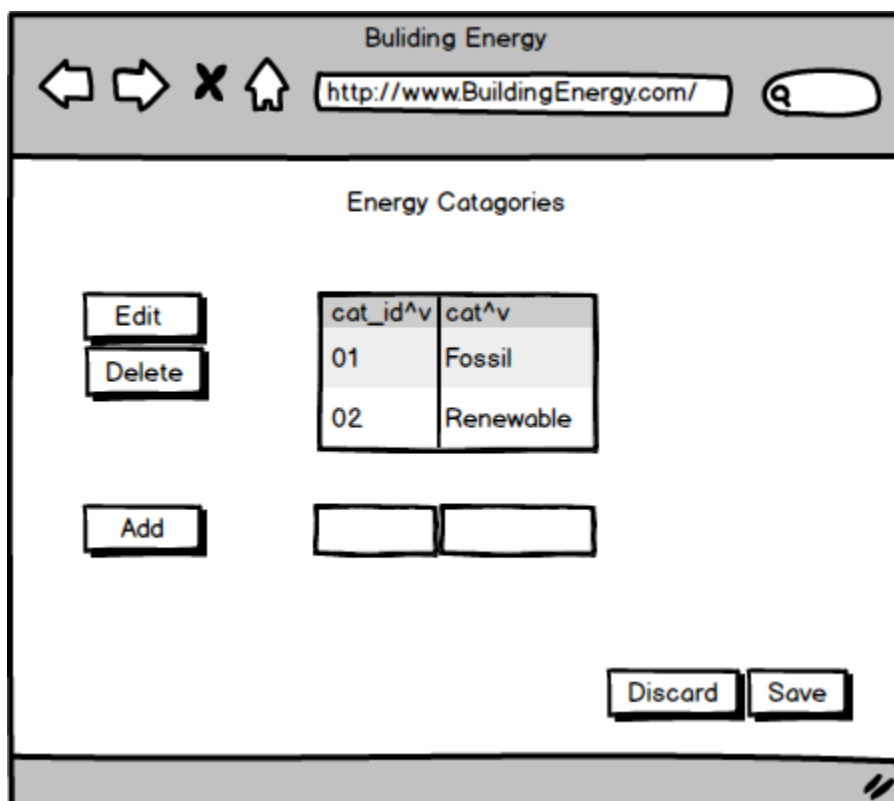 Buliding Energy
http://www.BuildingEnergy.com/
Energy Catagories
Edit
Delete
cat_id^v cat^v
01 Fossil
02 Renewable
Add
Discard Save